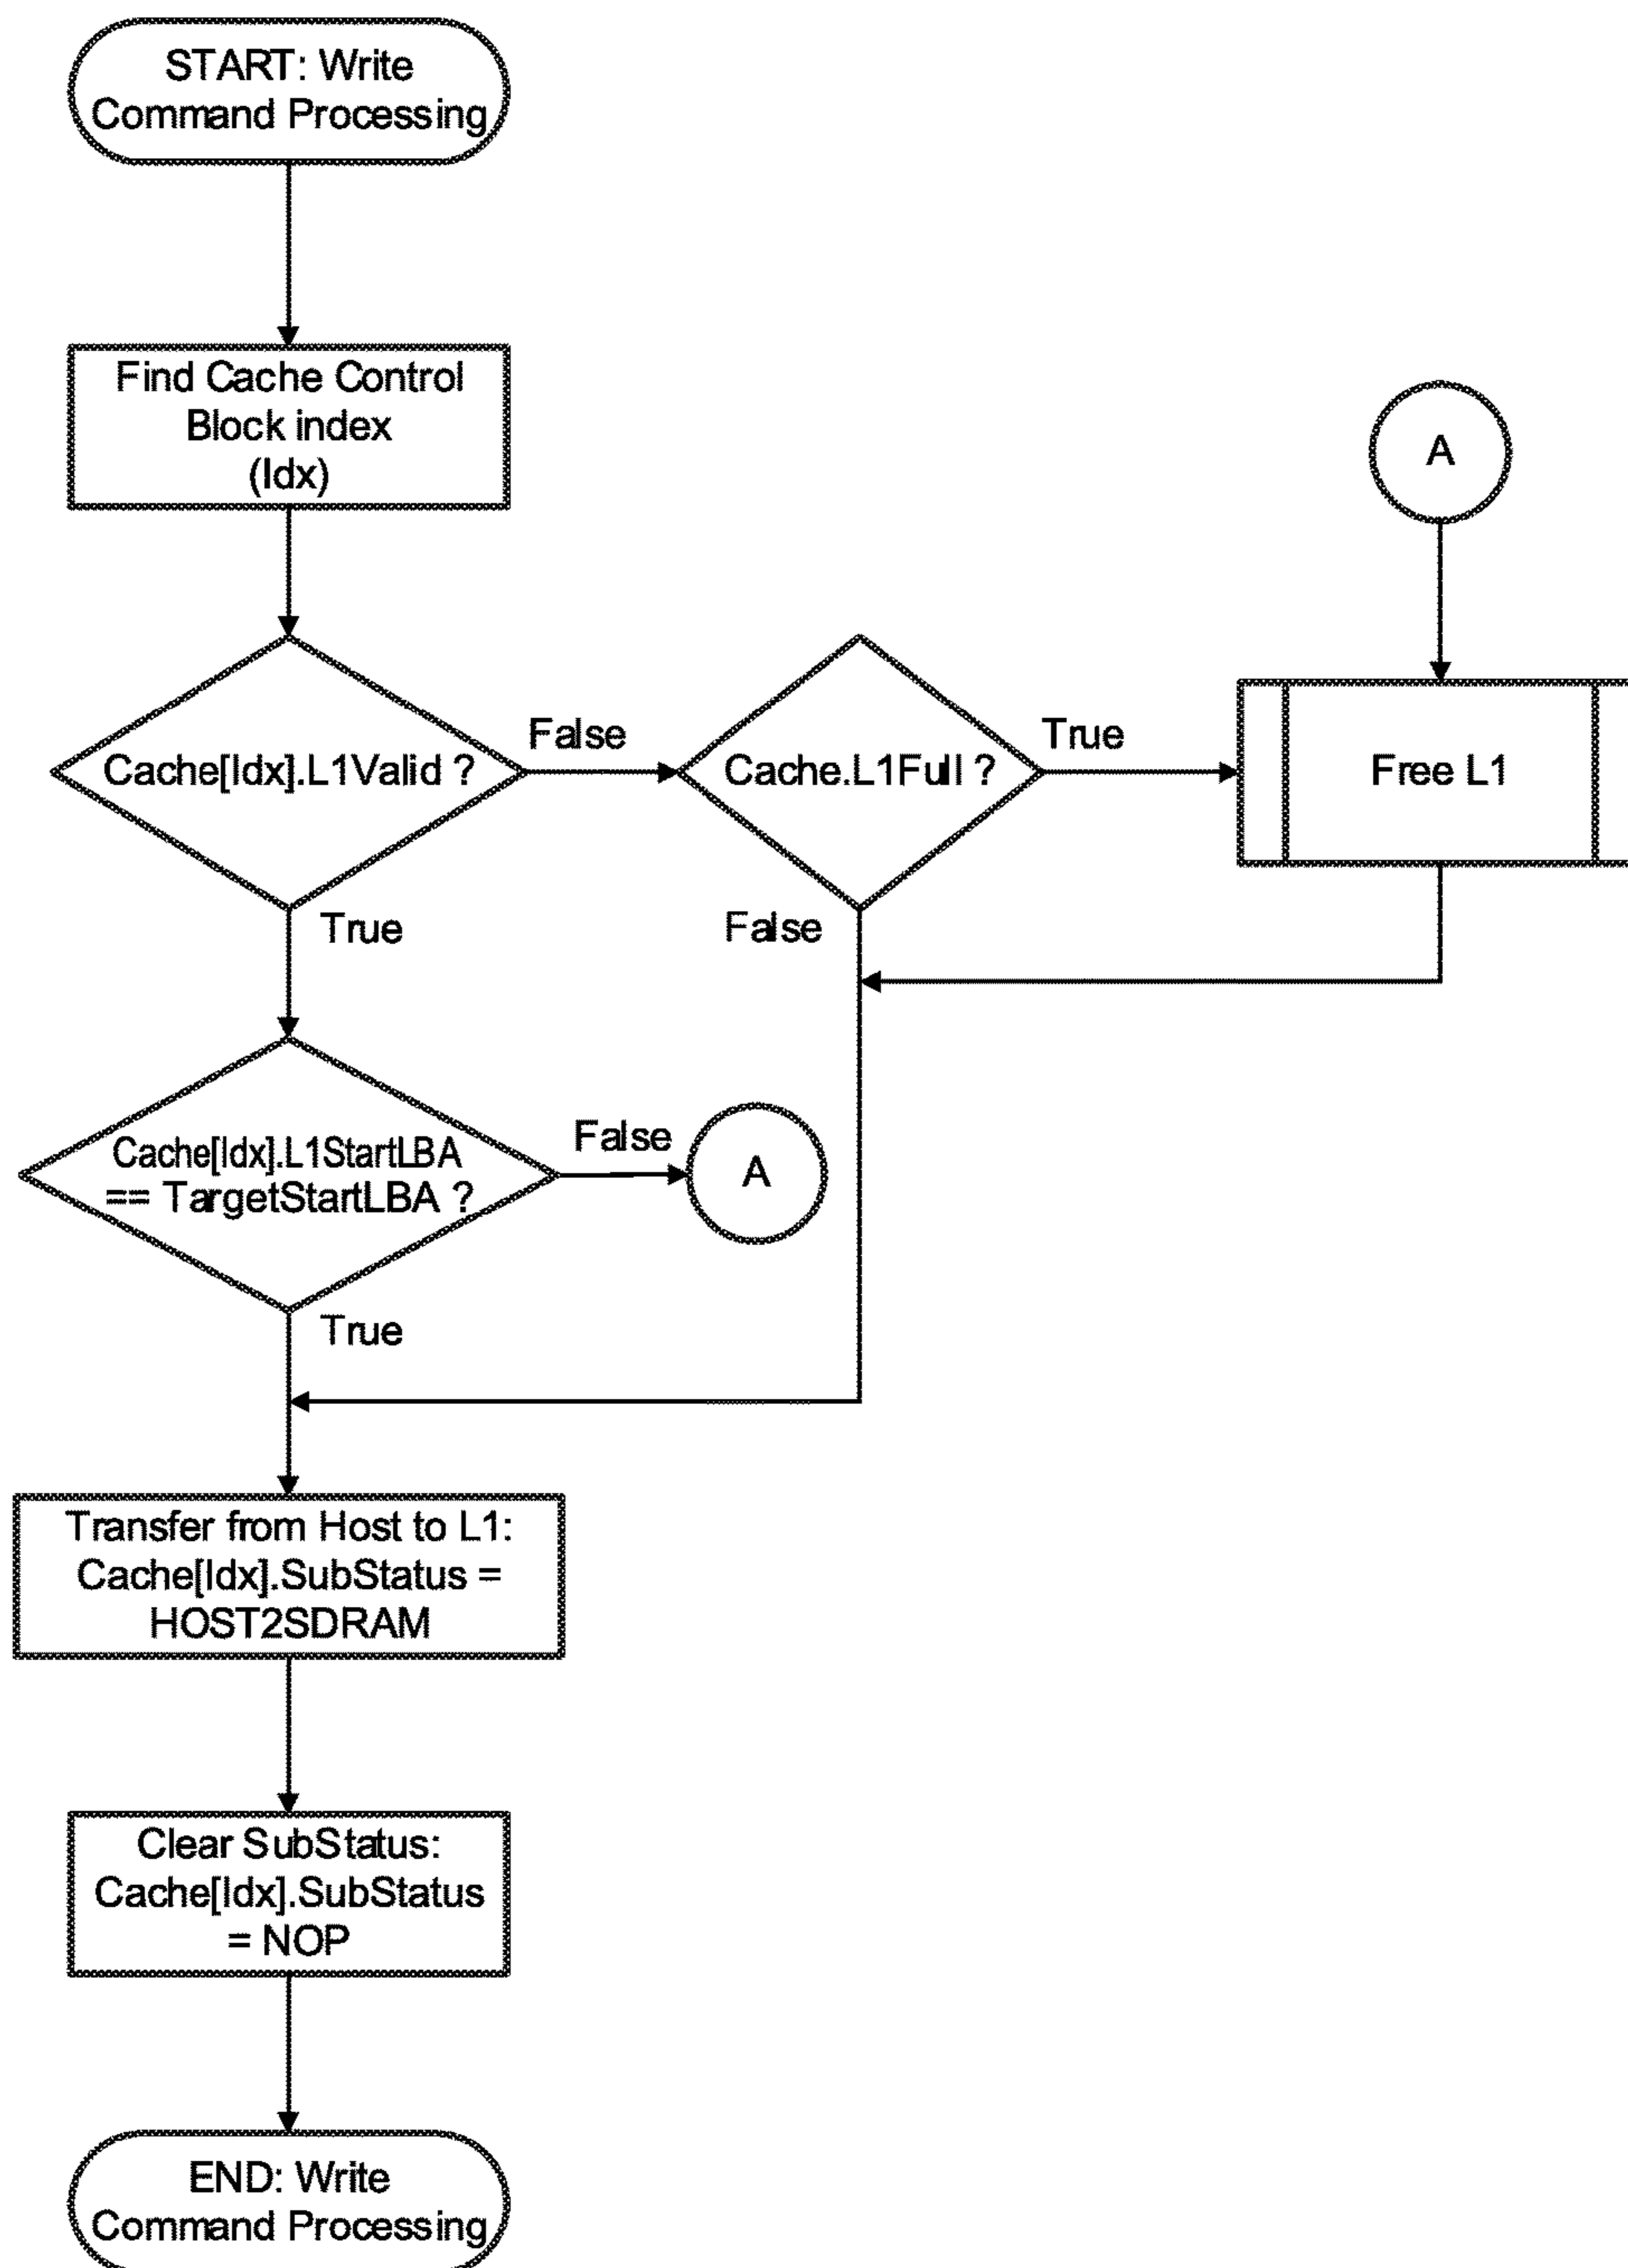 START: Write
Command Processing
Find Cache Control
Block index
(Idx)
A
Cache[Idx].L1Valid ?
False
Cache.L1Full ?
True
Free L1
True
False
Cache[Idx].L1StartLBA
== TargetStartLBA ?
False
A
True
Transfer from Host to L1:
Cache[Idx].SubStatus =
HOST2SDRAM
Clear SubStatus:
Cache[Idx].SubStatus
= NOP
END: Write
Command Processing